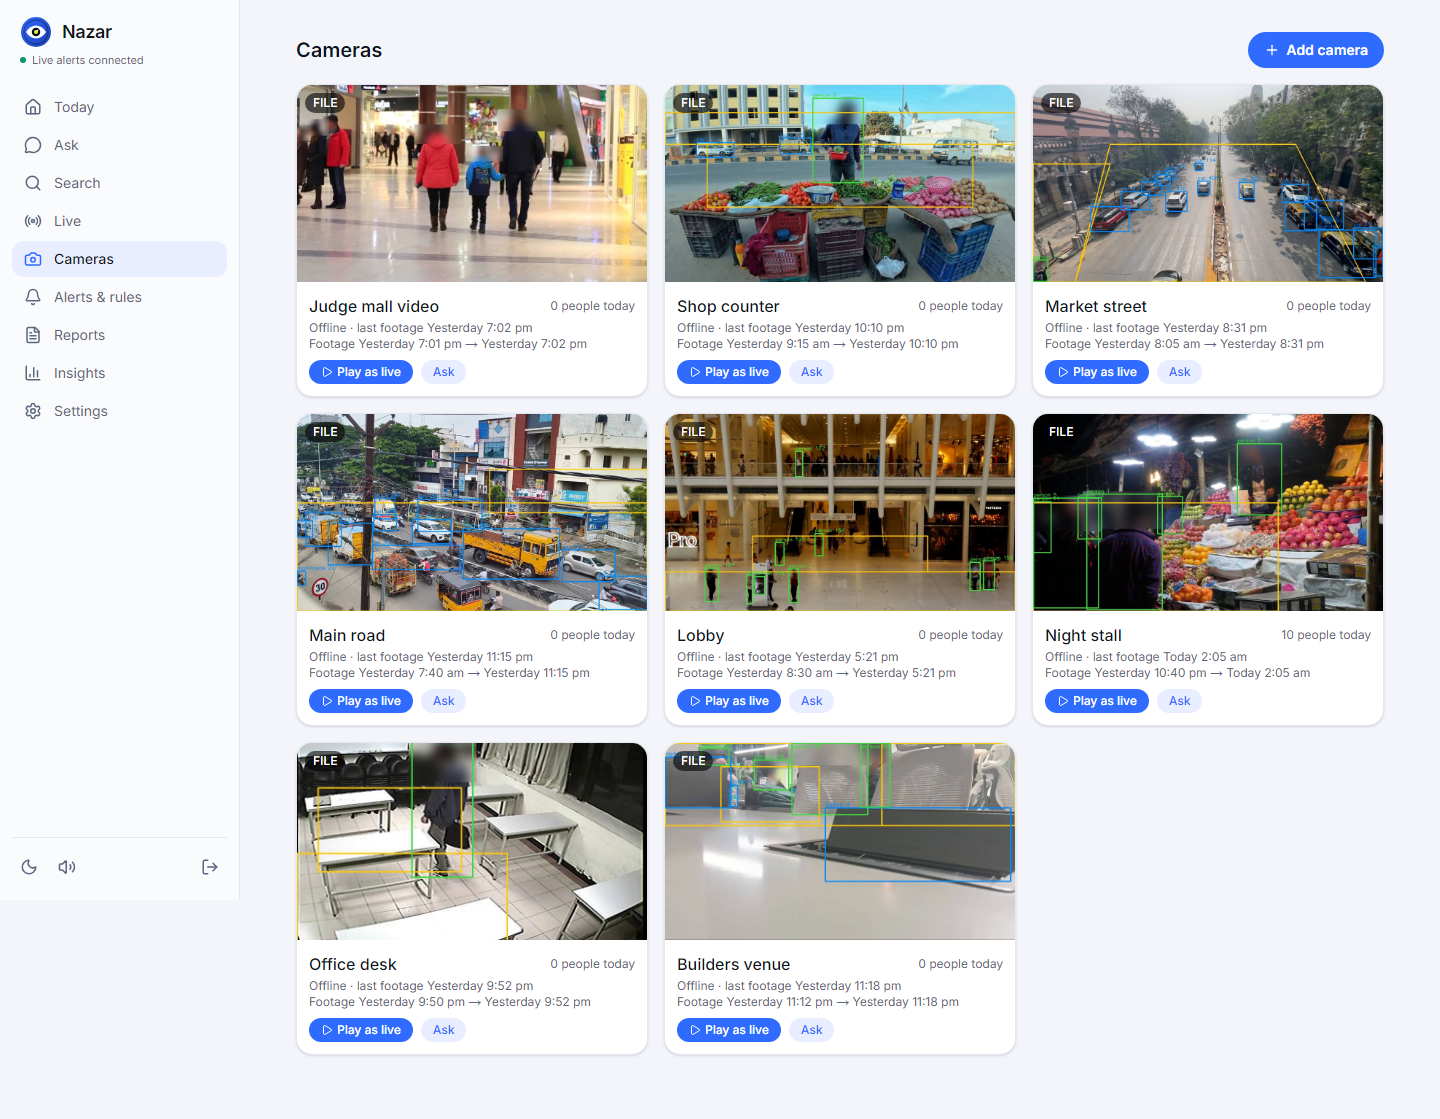 Nazar
Live alerts connected
Today
Ask
Search
Live
Cameras
Alerts & rules
Reports
Insights
Settings
Cameras
Add camera
FILE
Judge mall video
0 people today
Offline · last footage Yesterday 7:02 pm
Footage Yesterday 7:01 pm → Yesterday 7:02 pm
Play as live
Ask
FILE
Shop counter
0 people today
Offline · last footage Yesterday 10:10 pm
Footage Yesterday 9:15 am → Yesterday 10:10 pm
Play as live
Ask
FILE
Market street
0 people today
Offline · last footage Yesterday 8:31 pm
Footage Yesterday 8:05 am → Yesterday 8:31 pm
Play as live
Ask
FILE
30
Main road
0 people today
Offline · last footage Yesterday 11:15 pm
Footage Yesterday 7:40 am → Yesterday 11:15 pm
Play as live
Ask
FILE
Pro
Lobby
0 people today
Offline · last footage Yesterday 5:21 pm
Footage Yesterday 8:30 am → Yesterday 5:21 pm
Play as live
Ask
FILE
Night stall
10 people today
Offline · last footage Today 2:05 am
Footage Yesterday 10:40 pm → Today 2:05 am
Play as live
Ask
FILE
Office desk
0 people today
Offline · last footage Yesterday 9:52 pm
Footage Yesterday 9:50 pm → Yesterday 9:52 pm
Play as live
Ask
FILE
Builders venue
0 people today
Offline · last footage Yesterday 11:18 pm
Footage Yesterday 11:12 pm → Yesterday 11:18 pm
Play as live
Ask